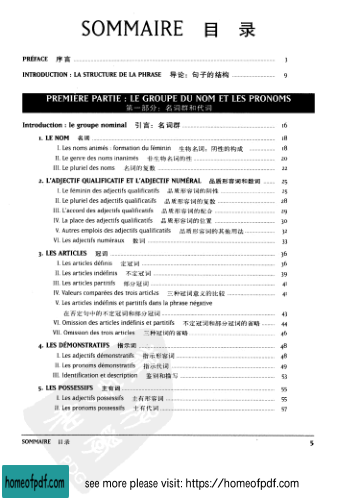 SOMMAIRE 目 录
PRÉFACE 序言 3
INTRODUCTION : LA STRUCTURE DE LA PHRASE 导论：句子的结构 9
PREMIÈRE PARTIE : LE GROUPE DU NOM ET LES PRONOMS
第一部分：名词群和代词
Introduction : le groupe nominal 引言：名词群 16
1. LE NOM 名词 18
I. Les noms animés : formation du féminin 生物名词：阴性的构成 18
II. Le genre des noms inanimés 非生物名词的性 20
III. Le pluriel des noms 名词的复数 22
2. L'ADJECTIF QUALIFICATIF ET L'ADJECTIF NUMÉRAL 品质形容词和数词 25
I. Le féminin des adjectifs qualificatifs 品质形容词的阴性 25
II. Le pluriel des adjectifs qualificatifs 品质形容词的复数 28
III. L'accord des adjectifs qualificatifs 品质形容词的配合 29
IV. La place des adjectifs qualificatifs 品质形容词的位置 30
V. Autres emplois des adjectifs qualificatifs 品质形容词的其他用法 32
VI. Les adjectifs numéraux 数词 33
3. LES ARTICLES 冠词 36
I. Les articles définis 定冠词 36
II. Les articles indéfinis 不定冠词 39
III. Les articles partitifs 部分冠词 41
IV. Valeurs comparées des trois articles 三种冠词意义的比较 41
V. Les articles indéfinis et partitifs dans la phrase négative
在否定句中的不定冠词和部分冠词 43
VI. Omission des articles indéfinis et partitifs 不定冠词和部分冠词的省略 44
VII. Omission des trois articles 三种冠词的省略 46
4. LES DÉMONSTRATIFS 指示词 48
I. Les adjectifs démonstratifs 指示形容词 48
II. Les pronoms démonstratifs 指示代词 49
III. Identification et description 鉴别和描写 53
5. LES POSSESSIFS 主有词 55
I. Les adjectifs possessifs 主有形容词 55
II. Les pronoms possessifs 主有代词 57
SOMMAIRE 目录 5
homeofpdf.com see more please visit: https://homeofpdf.com